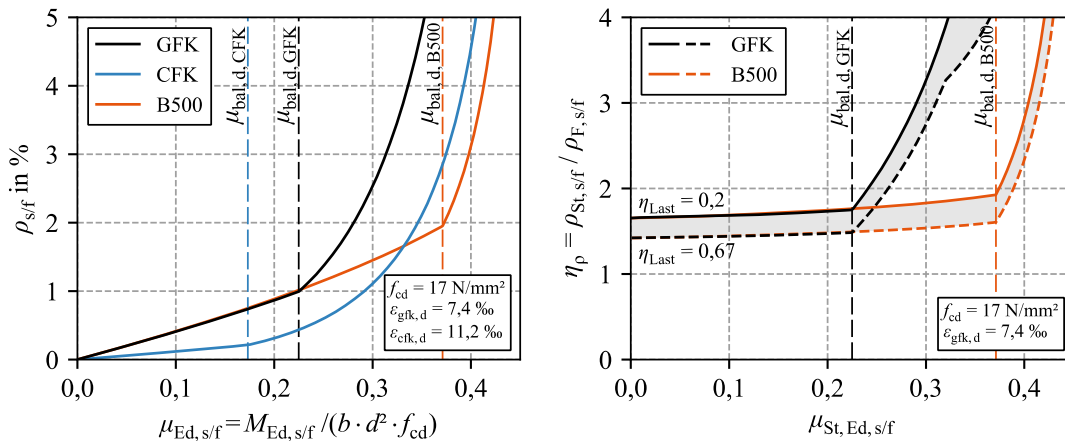 5
4
3
2
1
0
ρs/f in %
GFK
CFK
B500
μbal, d, CFK
μbal, d, GFK
μbal, d, B500
fcd = 17 N/mm²
εgfk, d = 7,4 ‰
εcfk, d = 11,2 ‰
0,0 0,1 0,2 0,3 0,4
μEd, s/f = MEd, s/f /(b · d² · fcd)
4
3
2
1
0
ηρ = ρSt, s/f / ρF, s/f
GFK
B500
μbal, d, GFK
μbal, d, B500
ηLast = 0,2
ηLast = 0,67
fcd = 17 N/mm²
εgfk, d = 7,4 ‰
0,0 0,1 0,2 0,3 0,4
μSt, Ed, s/f